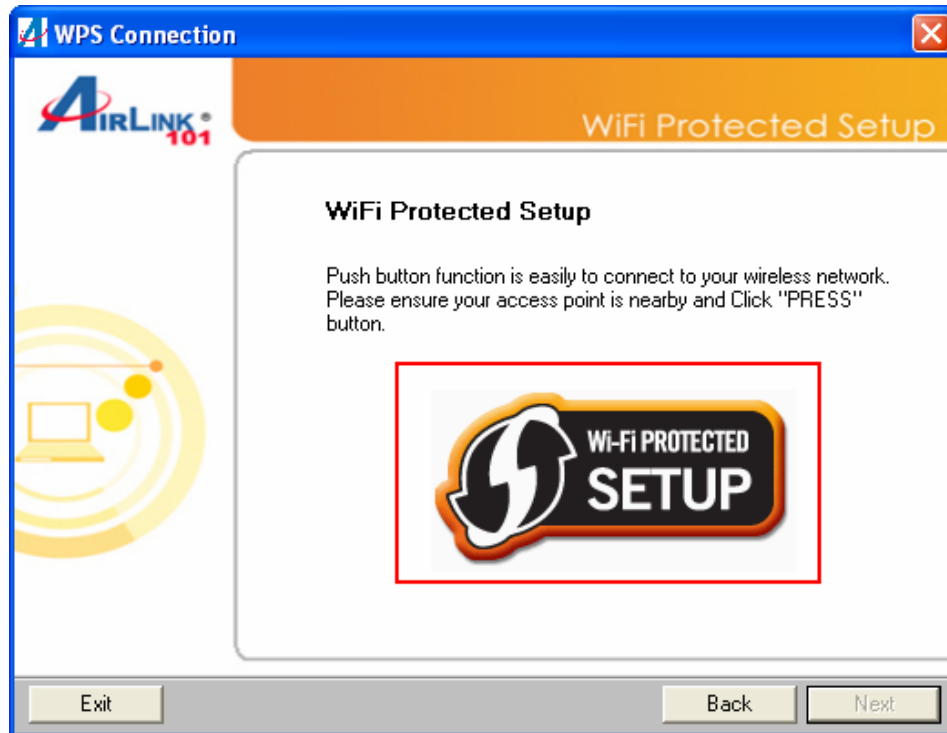 WPS Connection
AIRLINK®
101
WiFi Protected Setup
WiFi Protected Setup
Push button function is easily to connect to your wireless network.
Please ensure your access point is nearby and Click "PRESS"
button.
Wi-Fi PROTECTED
SETUP
Exit
Back
Next